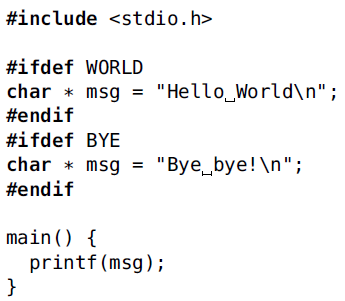 #include <stdio.h>
#ifdef WORLD
char * msg = "Hello␣World\n";
#endif
#ifdef BYE
char * msg = "Bye␣bye!\n";
#endif
main() {
  printf(msg);
}